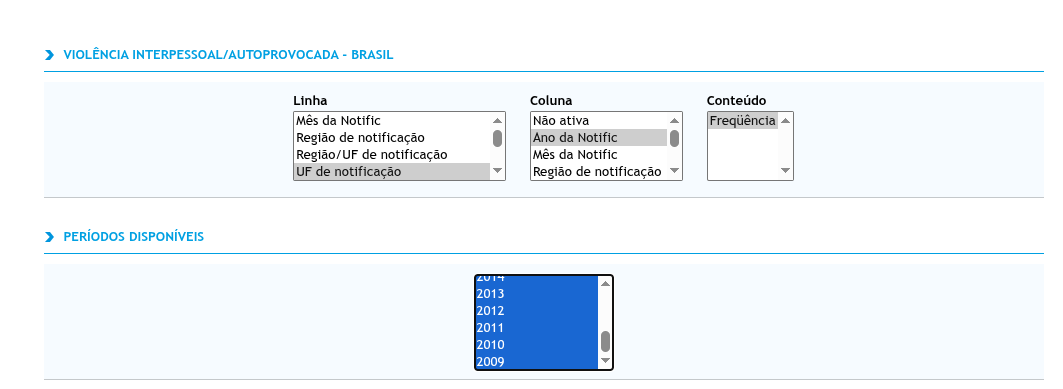 VIOLÊNCIA INTERPESSOAL/AUTOPROVOCADA - BRASIL
Linha
Coluna
Conteúdo
Mês da Notific
Região de notificação
Região/UF de notificação
UF de notificação
Não ativa
Ano da Notific
Mês da Notific
Região de notificação
Freqüência
PERÍODOS DISPONÍVEIS
2014
2013
2012
2011
2010
2009